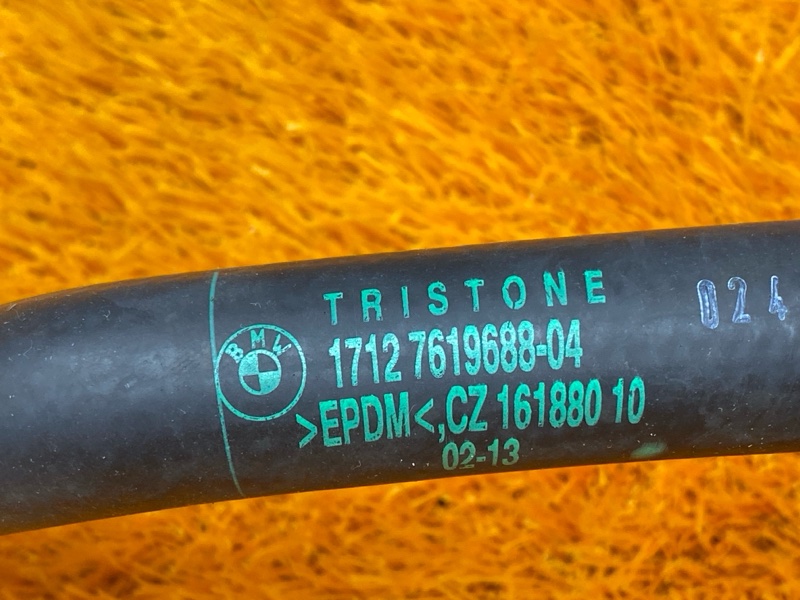 TRISTONE
BMW
1712 7619688-04
>EPDM<,CZ 161880 10
02-13
024